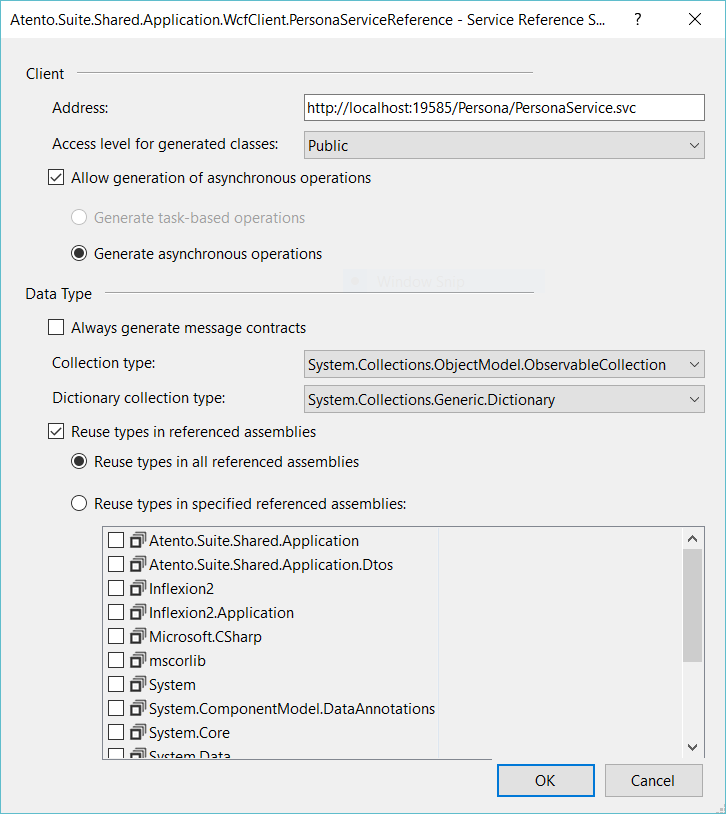 Atento.Suite.Shared.Application.WcfClient.PersonaServiceReference - Service Reference S...
Client
Address:
http://localhost:19585/Persona/PersonaService.svc
Access level for generated classes:
Public
Allow generation of asynchronous operations
Generate task-based operations
Generate asynchronous operations
Window Snip
Data Type
Always generate message contracts
Collection type:
System.Collections.ObjectModel.ObservableCollection
Dictionary collection type:
System.Collections.Generic.Dictionary
Reuse types in referenced assemblies
Reuse types in all referenced assemblies
Reuse types in specified referenced assemblies:
Atento.Suite.Shared.Application
Atento.Suite.Shared.Application.Dtos
Inflexion2
Inflexion2.Application
Microsoft.CSharp
mscorlib
System
System.ComponentModel.DataAnnotations
System.Core
System.Data
OK
Cancel